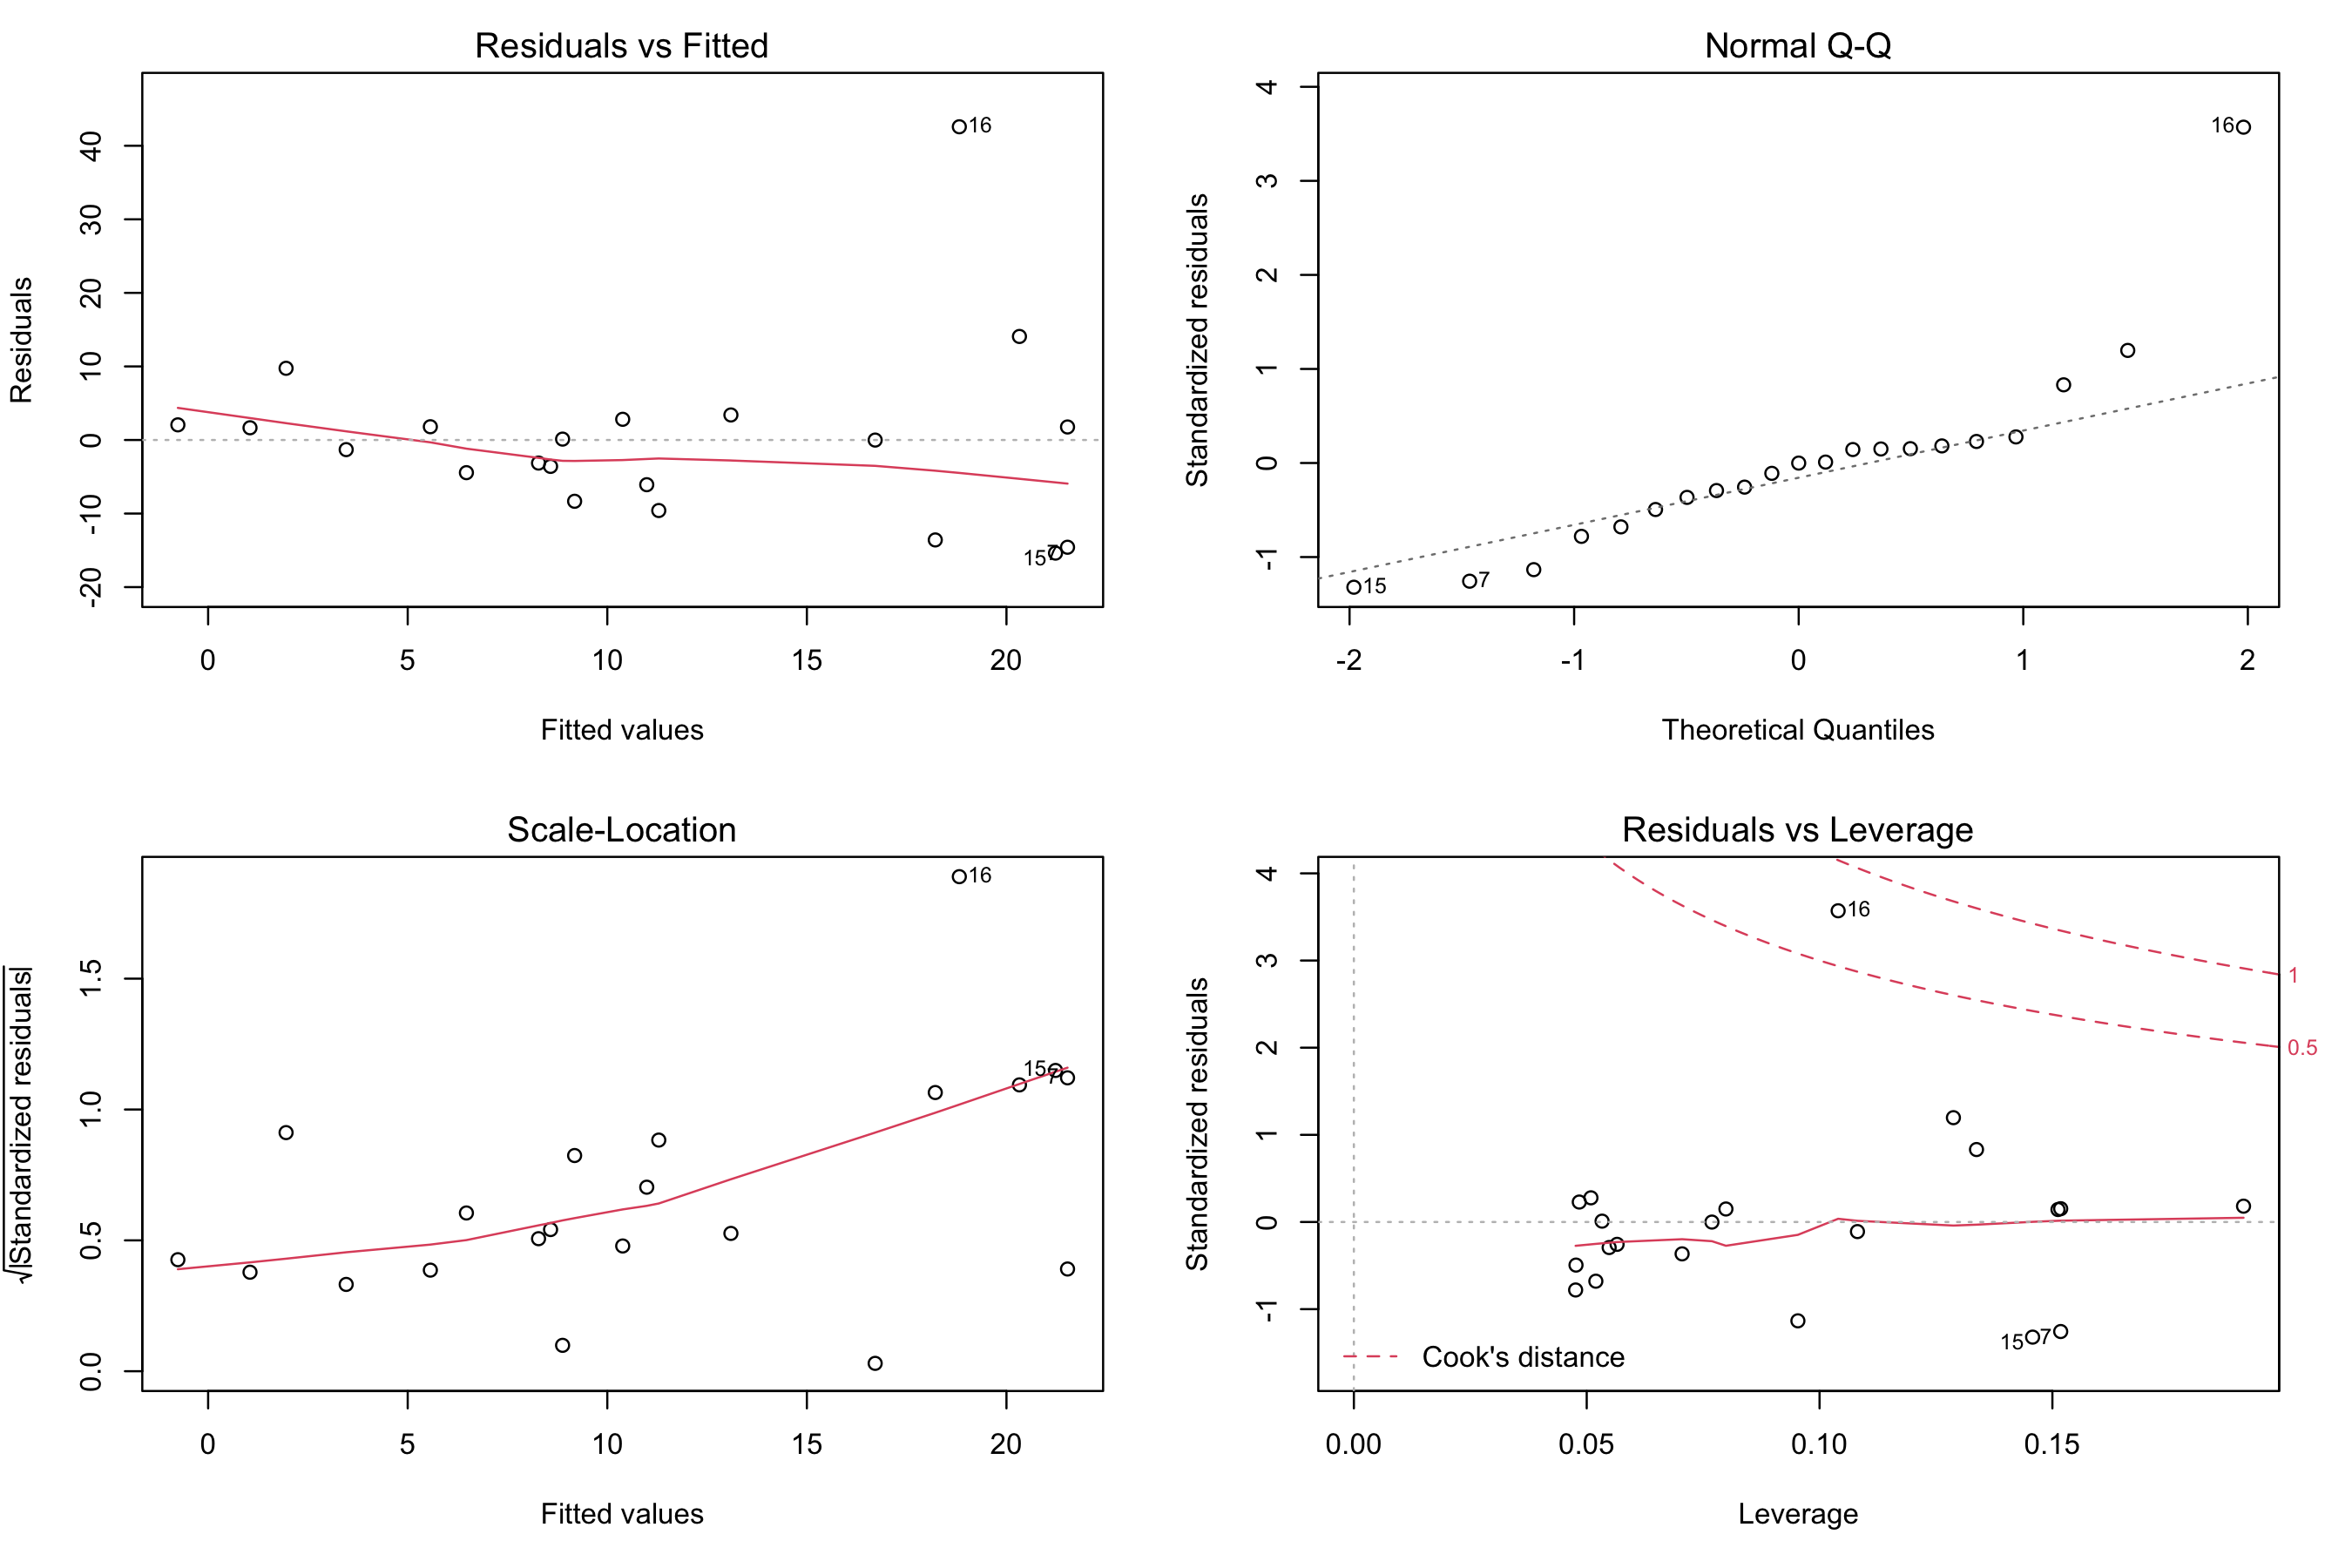 Residuals vs Fitted
Residuals
40
30
20
10
0
-10
-20
16
15 7
0 5 10 15 20
Fitted values
Normal Q-Q
Standardized residuals
4
3
2
1
0
-1
16
15
7
-2 -1 0 1 2
Theoretical Quantiles
Scale-Location
√|Standardized residuals|
1.5
1.0
0.5
0.0
16
15 7
0 5 10 15 20
Fitted values
Residuals vs Leverage
Standardized residuals
4
3
2
1
0
-1
16
1
0.5
15 7
Cook's distance
0.00 0.05 0.10 0.15
Leverage